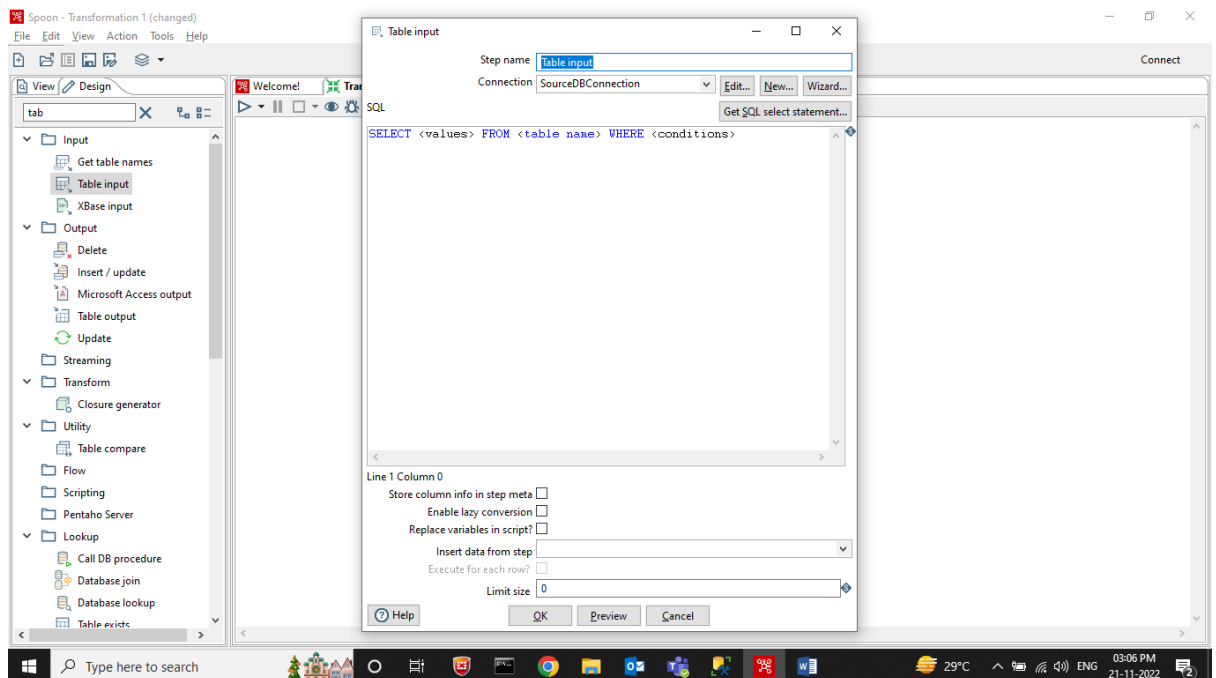 Spoon - Transformation 1 (changed)
File Edit View Action Tools Help
Connect
View Design
tab
Input
Get table names
Table input
XBase input
Output
Delete
Insert / update
Microsoft Access output
Table output
Update
Streaming
Transform
Closure generator
Utility
Table compare
Flow
Scripting
Pentaho Server
Lookup
Call DB procedure
Database join
Database lookup
Table exists
Welcome! Tra
Table input
Step name Table input
Connection SourceDBConnection Edit... New... Wizard...
SQL Get SQL select statement...
SELECT <values> FROM <table name> WHERE <conditions>
Line 1 Column 0
Store column info in step meta
Enable lazy conversion
Replace variables in script?
Insert data from step
Execute for each row?
Limit size 0
Help OK Preview Cancel
Type here to search
29°C ENG 03:06 PM
21-11-2022 2